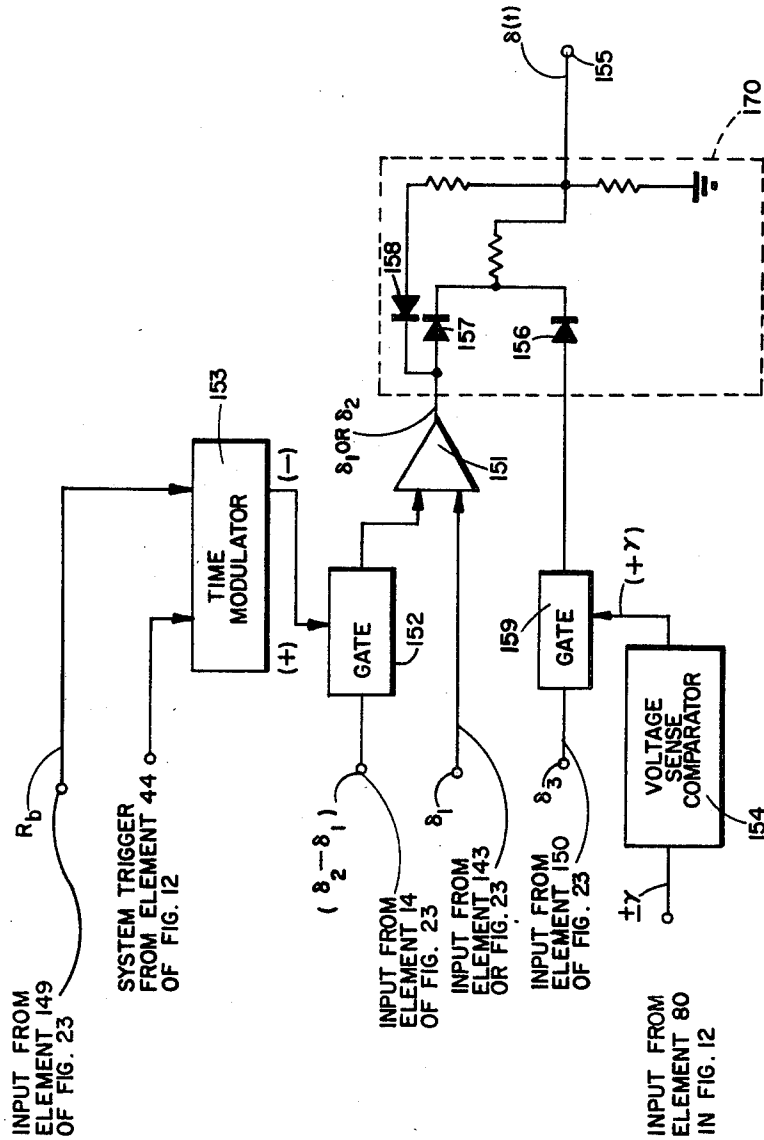 INPUT FROM
ELEMENT 149
OF FIG. 23
R_b
SYSTEM TRIGGER
FROM ELEMENT 44
OF FIG. 12
153
TIME
MODULATOR
(+)
(−)
(δ₂−δ₁)
INPUT FROM
ELEMENT 14
OF FIG. 23
GATE
152
δ₁
INPUT FROM
ELEMENT 143
OR FIG. 23
δ₁ OR δ₂
151
158
157
156
δ(t)
155
170
δ₃
INPUT FROM
ELEMENT 150
OF FIG. 23
159
GATE
(+γ)
±γ
INPUT FROM
ELEMENT 80
IN FIG. 12
VOLTAGE
SENSE
COMPARATOR
154